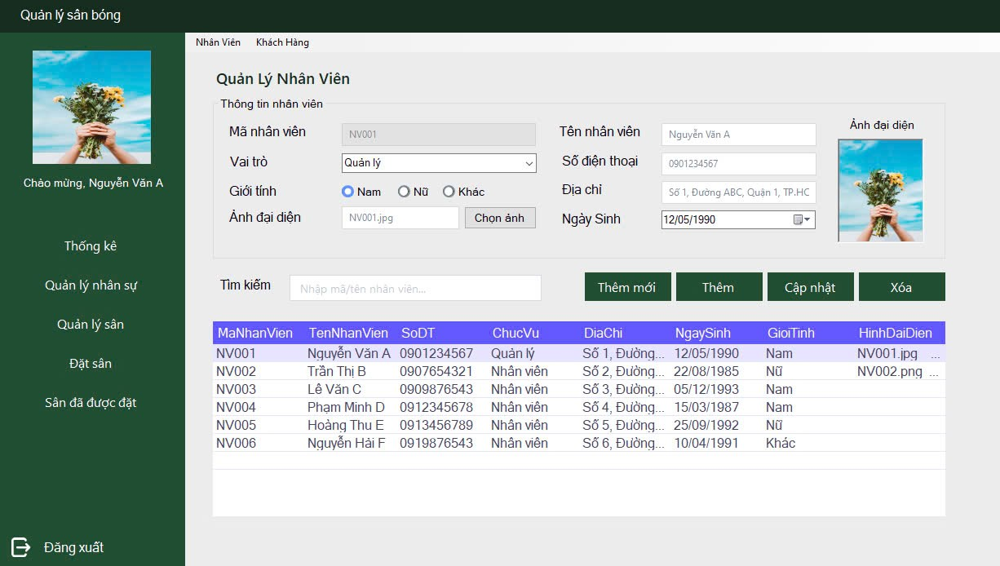 Quản lý sân bóng
Nhân Viên Khách Hàng
Chào mừng, Nguyễn Văn A
Thống kê
Quản lý nhân sự
Quản lý sân
Đặt sân
Sân đã được đặt
Đăng xuất
Quản Lý Nhân Viên
Thông tin nhân viên
Mã nhân viên NV001 Tên nhân viên Nguyễn Văn A Ảnh đại diện
Vai trò Quản lý Số điện thoại 0901234567
Giới tính Nam Nữ Khác Địa chỉ Số 1, Đường ABC, Quận 1, TP.HC
Ảnh đại diện NV001.jpg Chọn ảnh Ngày Sinh 12/05/1990
Tìm kiếm Nhập mã/tên nhân viên... Thêm mới Thêm Cập nhật Xóa
MaNhanVien TenNhanVien SoDT ChucVu DiaChi NgaySinh GioiTinh HinhDaiDien
NV001 Nguyễn Văn A 0901234567 Quản lý Số 1, Đường... 12/05/1990 Nam NV001.jpg ...
NV002 Trần Thị B 0907654321 Nhân viên Số 2, Đường... 22/08/1985 Nữ NV002.png ...
NV003 Lê Văn C 0909876543 Nhân viên Số 3, Đường... 05/12/1993 Nam
NV004 Phạm Minh D 0912345678 Nhân viên Số 4, Đường... 15/03/1987 Nam
NV005 Hoàng Thu E 0913456789 Nhân viên Số 5, Đường... 25/09/1992 Nữ
NV006 Nguyễn Hải F 0919876543 Nhân viên Số 6, Đường... 10/04/1991 Khác